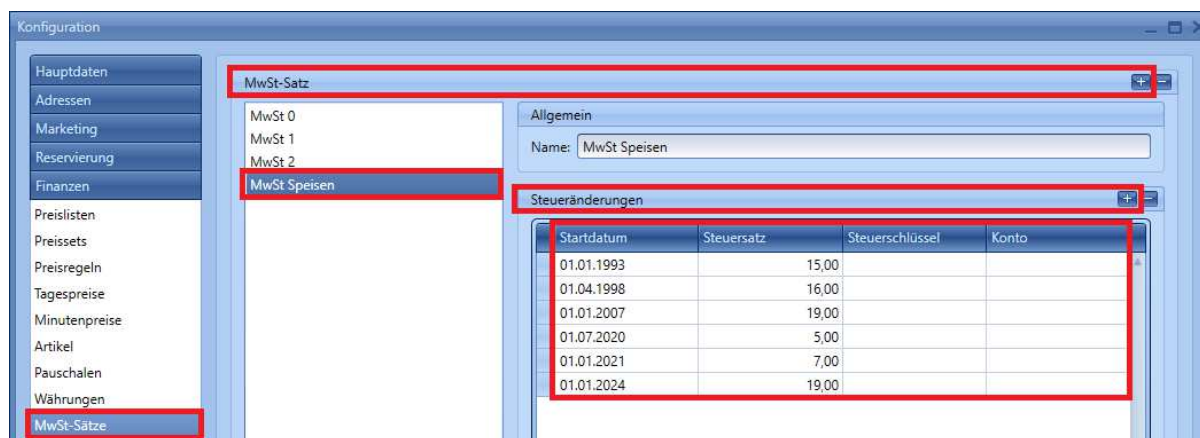 Konfiguration
Hauptdaten
Adressen
Marketing
Reservierung
Finanzen
Preislisten
Preissets
Preisregeln
Tagespreise
Minutenpreise
Artikel
Pauschalen
Währungen
MwSt-Sätze
MwSt-Satz
MwSt 0
MwSt 1
MwSt 2
MwSt Speisen
Allgemein
Name: MwSt Speisen
Steueränderungen
Startdatum Steuersatz Steuerschlüssel Konto
01.01.1993 15,00
01.04.1998 16,00
01.01.2007 19,00
01.07.2020 5,00
01.01.2021 7,00
01.01.2024 19,00